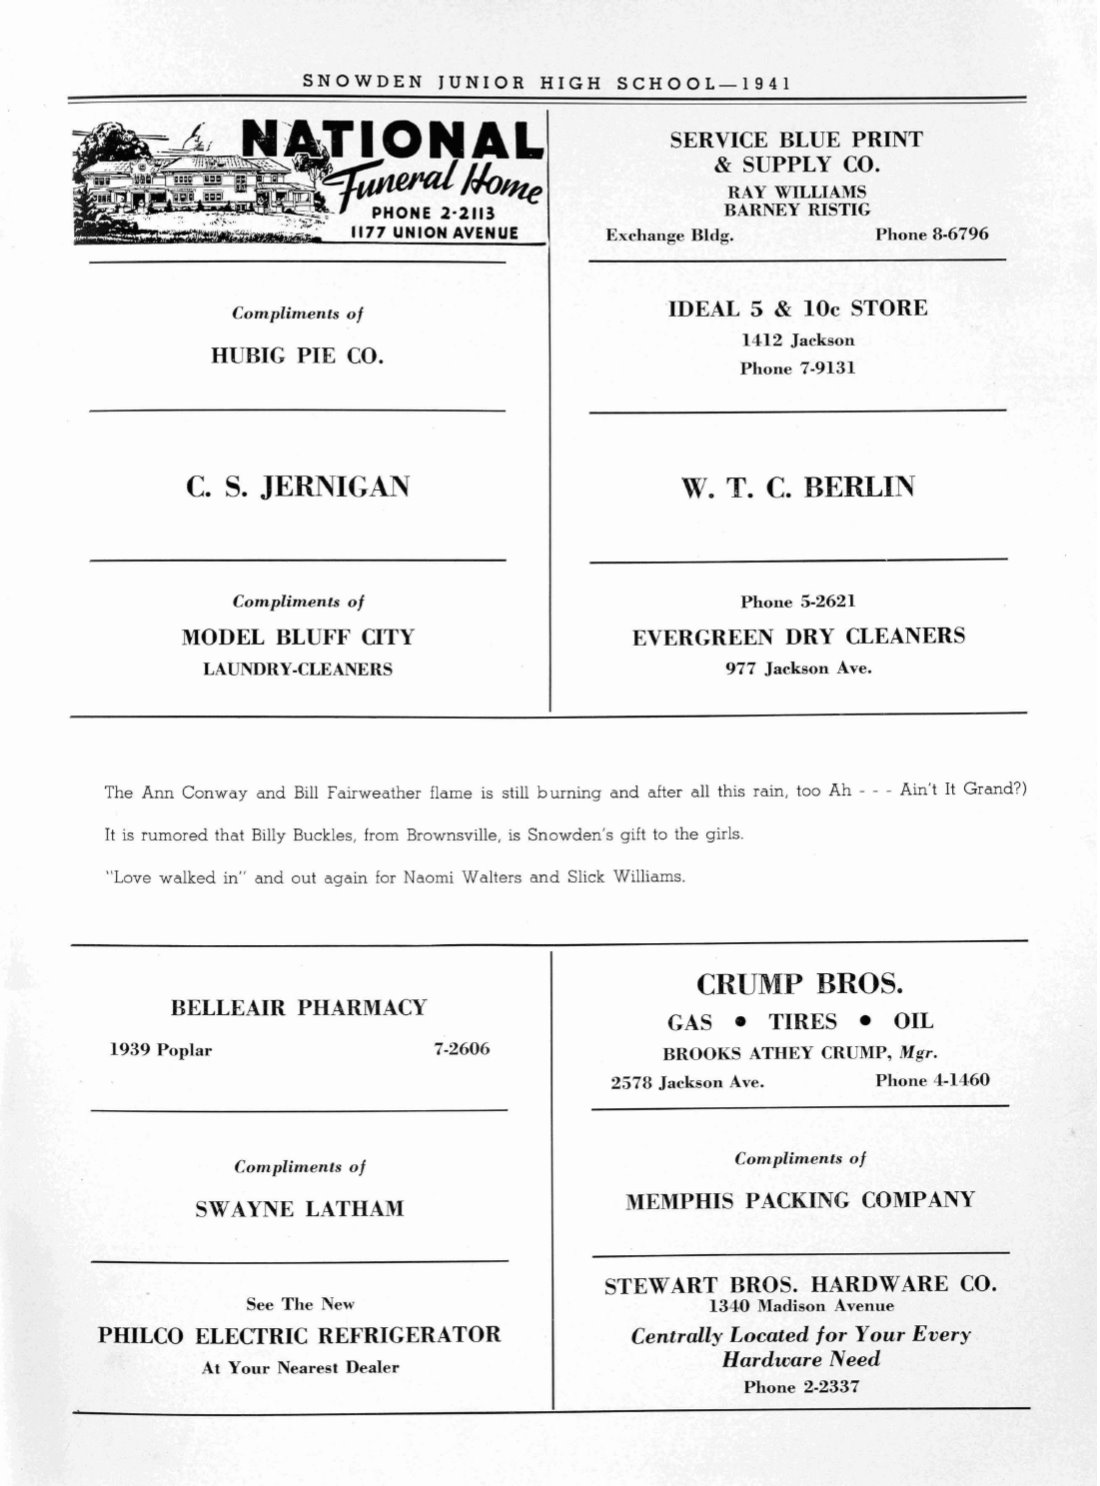 SNOWDEN JUNIOR HIGH SCHOOL—1941
NATIONAL
Funeral Home
PHONE 2-2113
1177 UNION AVENUE
Compliments of
HUBIG PIE CO.
C. S. JERNIGAN
Compliments of
MODEL BLUFF CITY
LAUNDRY-CLEANERS
SERVICE BLUE PRINT
& SUPPLY CO.
RAY WILLIAMS
BARNEY RISTIG
Exchange Bldg. Phone 8-6796
IDEAL 5 & 10c STORE
1412 Jackson
Phone 7-9131
W. T. C. BERLIN
Phone 5-2621
EVERGREEN DRY CLEANERS
977 Jackson Ave.
The Ann Conway and Bill Fairweather flame is still burning and after all this rain, too Ah - - - Ain't It Grand?)
It is rumored that Billy Buckles, from Brownsville, is Snowden's gift to the girls.
"Love walked in" and out again for Naomi Walters and Slick Williams.
BELLEAIR PHARMACY
1939 Poplar 7-2606
Compliments of
SWAYNE LATHAM
See The New
PHILCO ELECTRIC REFRIGERATOR
At Your Nearest Dealer
CRUMP BROS.
GAS • TIRES • OIL
BROOKS ATHEY CRUMP, Mgr.
2578 Jackson Ave. Phone 4-1460
Compliments of
MEMPHIS PACKING COMPANY
STEWART BROS. HARDWARE CO.
1340 Madison Avenue
Centrally Located for Your Every
Hardware Need
Phone 2-2337